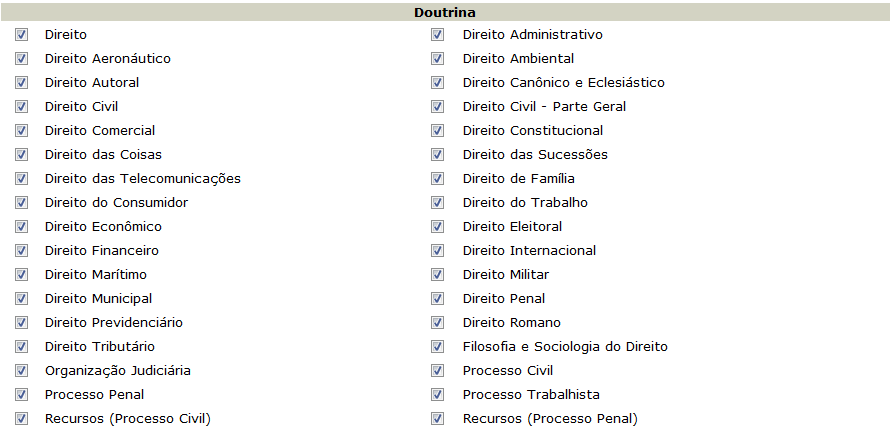 Doutrina
Direito
Direito Administrativo
Direito Aeronáutico
Direito Ambiental
Direito Autoral
Direito Canônico e Eclesiástico
Direito Civil
Direito Civil - Parte Geral
Direito Comercial
Direito Constitucional
Direito das Coisas
Direito das Sucessões
Direito das Telecomunicações
Direito de Família
Direito do Consumidor
Direito do Trabalho
Direito Econômico
Direito Eleitoral
Direito Financeiro
Direito Internacional
Direito Marítimo
Direito Militar
Direito Municipal
Direito Penal
Direito Previdenciário
Direito Romano
Direito Tributário
Filosofia e Sociologia do Direito
Organização Judiciária
Processo Civil
Processo Penal
Processo Trabalhista
Recursos (Processo Civil)
Recursos (Processo Penal)